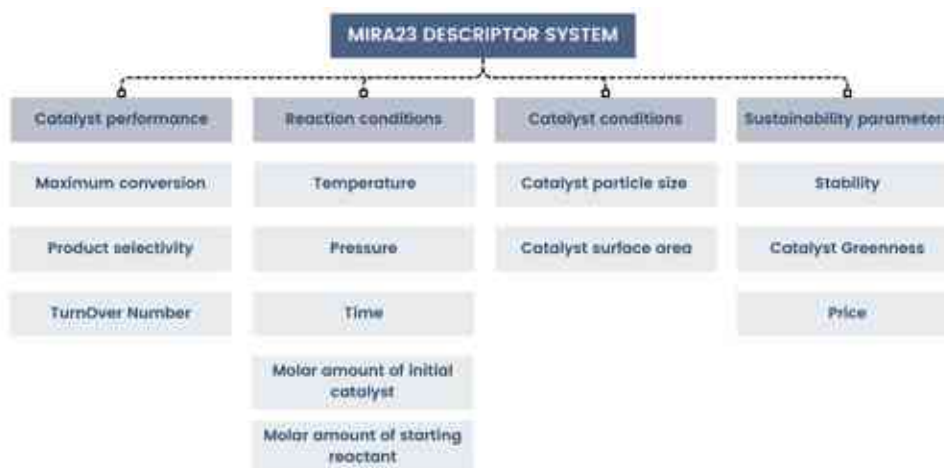 MIRA23 DESCRIPTOR SYSTEM
Catalyst performance
Reaction conditions
Catalyst conditions
Sustainability parameter
Maximum conversion
Temperature
Catalyst particle size
Stability
Product selectivity
Pressure
Catalyst surface area
Catalyst Greenness
TurnOver Number
Time
Price
Molar amount of initial
catalyst
Molar amount of starting
reactant